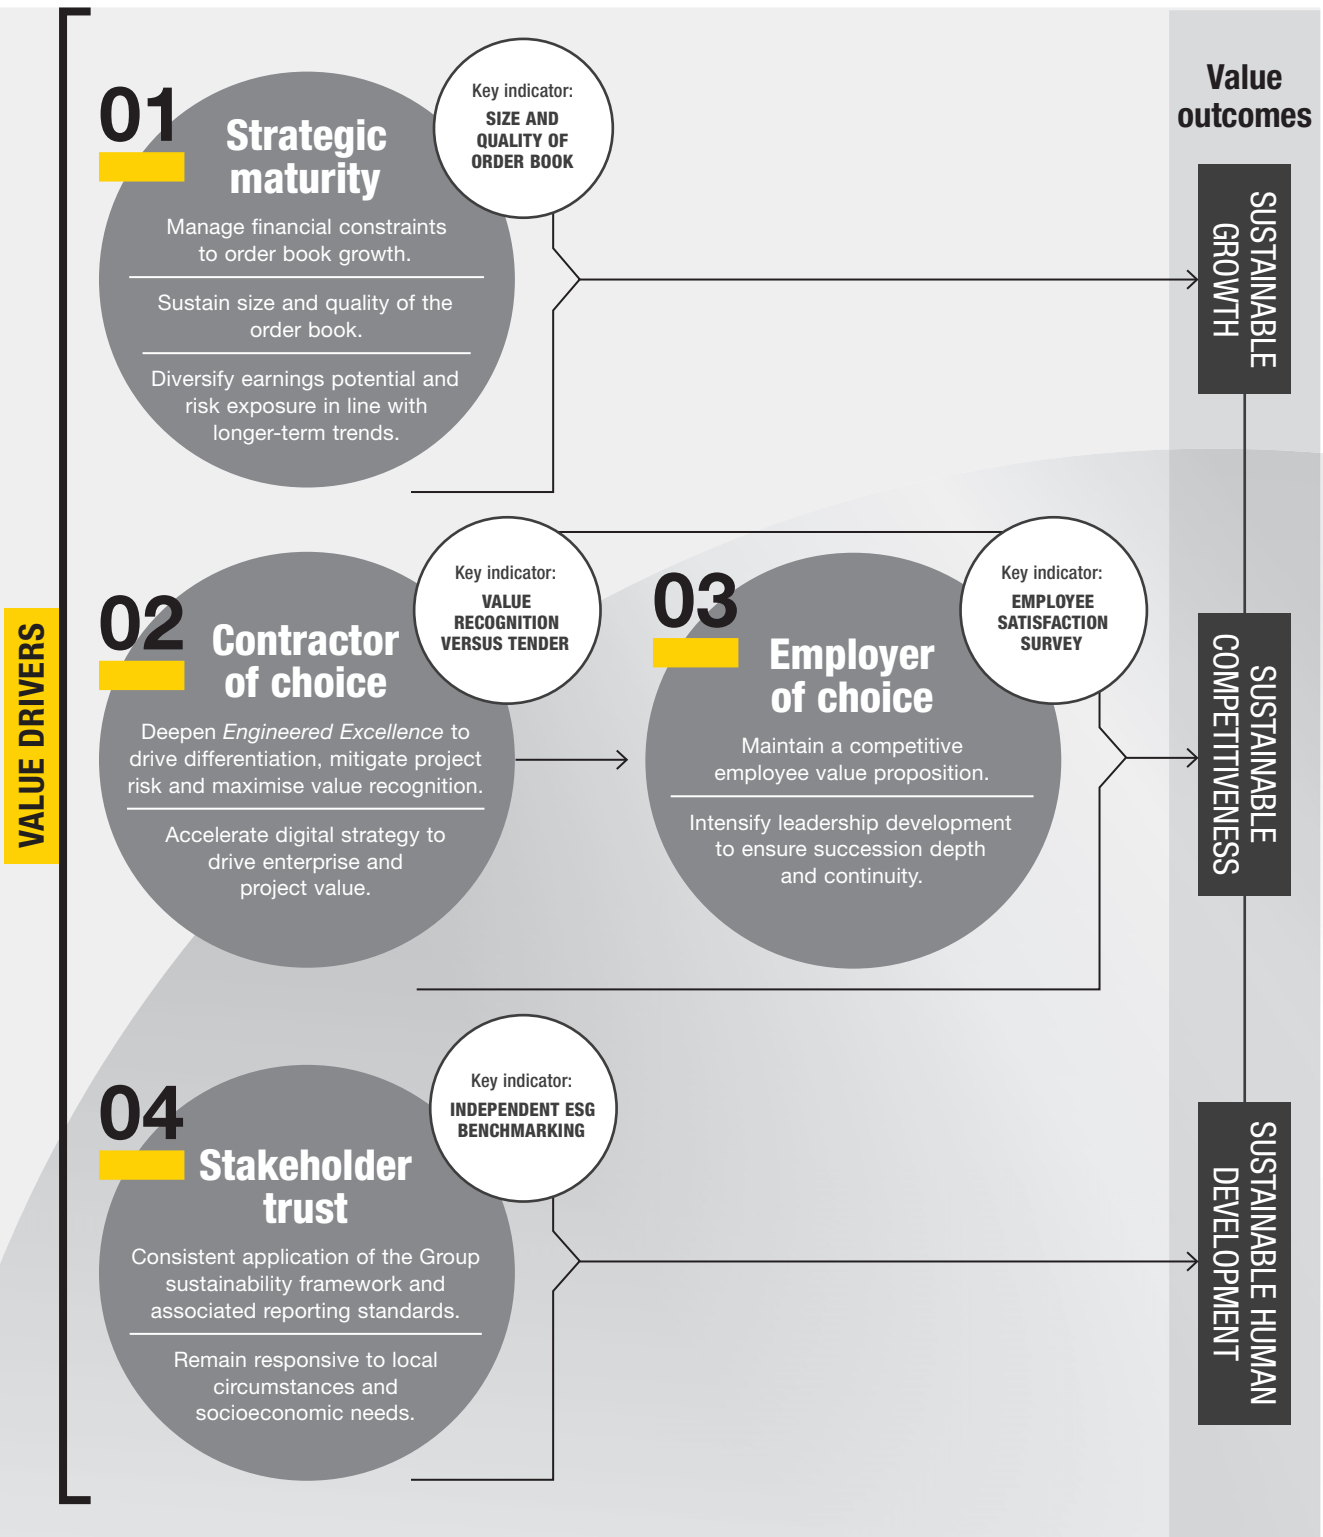 VALUE DRIVERS
01
Strategic
maturity
Manage financial constraints
to order book growth.
Sustain size and quality of the
order book.
Diversify earnings potential and
risk exposure in line with
longer-term trends.
Key indicator:
SIZE AND
QUALITY OF
ORDER BOOK
02
Contractor
of choice
Deepen Engineered Excellence to
drive differentiation, mitigate project
risk and maximise value recognition.
Accelerate digital strategy to
drive enterprise and
project value.
Key indicator:
VALUE
RECOGNITION
VERSUS TENDER
03
Employer
of choice
Maintain a competitive
employee value proposition.
Intensify leadership development
to ensure succession depth
and continuity.
Key indicator:
EMPLOYEE
SATISFACTION
SURVEY
04
Stakeholder
trust
Consistent application of the Group
sustainability framework and
associated reporting standards.
Remain responsive to local
circumstances and
socioeconomic needs.
Key indicator:
INDEPENDENT ESG
BENCHMARKING
Value
outcomes
SUSTAINABLE
GROWTH
SUSTAINABLE
COMPETITIVENESS
SUSTAINABLE HUMAN
DEVELOPMENT